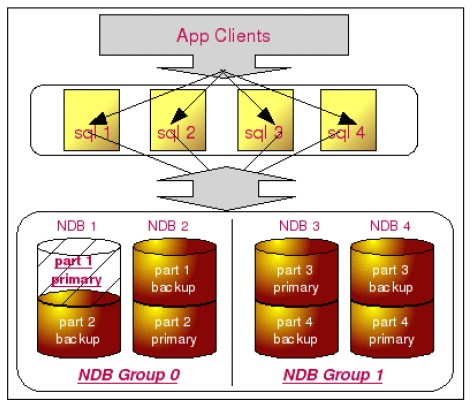 App Clients
sql 1 sql 2 sql 3 sql 4
NDB 1 NDB 2 NDB 3 NDB 4
part 1
primary
part 1
backup
part 3
primary
part 3
backup
part 2
backup
part 2
primary
part 4
backup
part 4
primary
NDB Group 0 NDB Group 1